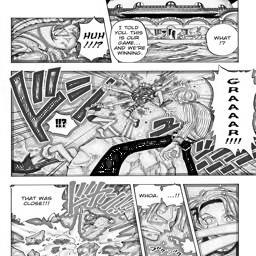 WHAT
!?
I TOLD
YOU, THIS
IS OUR
GAME...
AND WE'RE
WINNING.
HUH
!!!?
GRAAAAR
!!!!
!!?
...!!
WHOA.
THAT WAS
CLOSE!!!